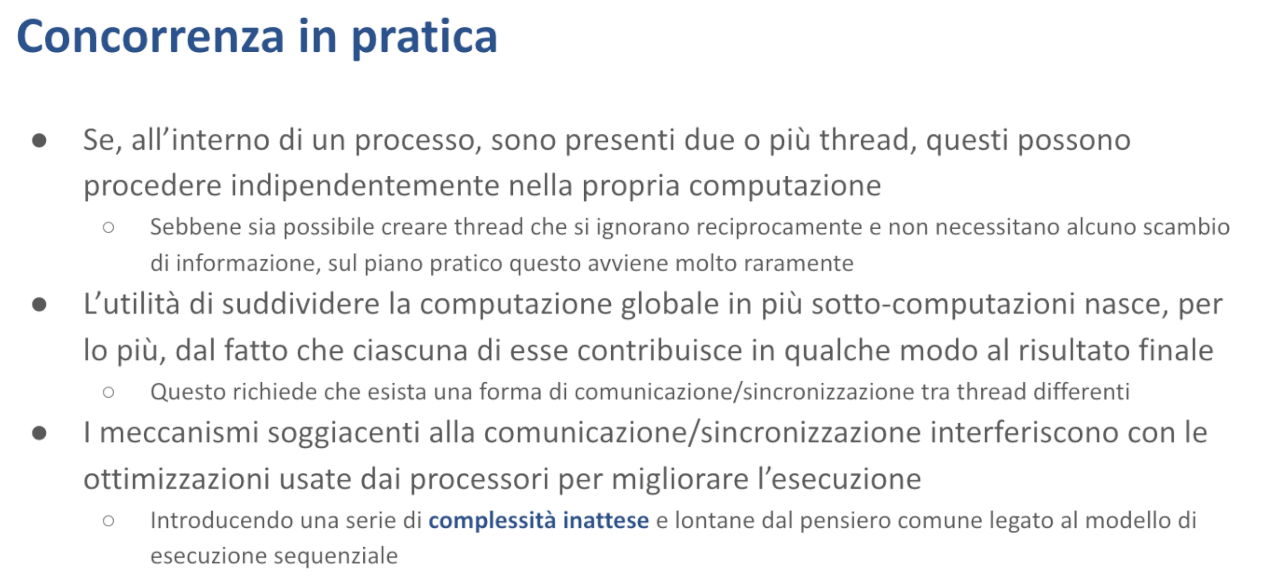 Concorrenza in pratica
● Se, all’interno di un processo, sono presenti due o più thread, questi possono
procedere indipendentemente nella propria computazione
○ Sebbene sia possibile creare thread che si ignorano reciprocamente e non necessitano alcuno scambio
di informazione, sul piano pratico questo avviene molto raramente
● L’utilità di suddividere la computazione globale in più sotto-computazioni nasce, per
lo più, dal fatto che ciascuna di esse contribuisce in qualche modo al risultato finale
○ Questo richiede che esista una forma di comunicazione/sincronizzazione tra thread differenti
● I meccanismi soggiacenti alla comunicazione/sincronizzazione interferiscono con le
ottimizzazioni usate dai processori per migliorare l’esecuzione
○ Introducendo una serie di complessità inattese e lontane dal pensiero comune legato al modello di
esecuzione sequenziale